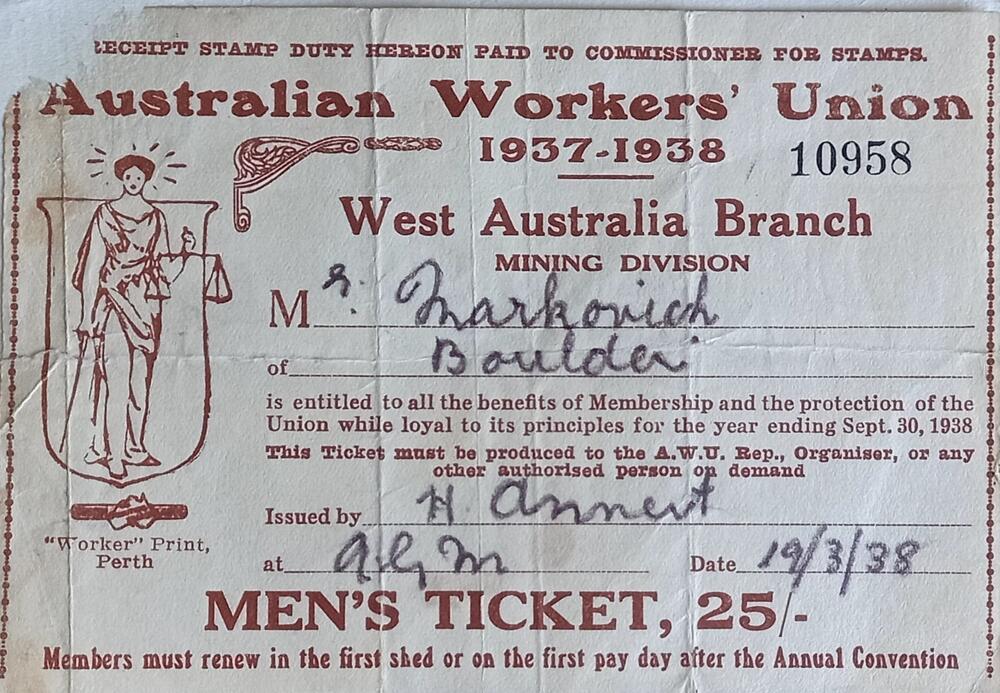 RECEIPT STAMP DUTY HEREON PAID TO COMMISSIONER FOR STAMPS.
Australian Workers' Union
1937-1938 10958
West Australia Branch
MINING DIVISION
Mr. Markovich
of Boulder
is entitled to all the benefits of Membership and the protection of the
Union while loyal to its principles for the year ending Sept. 30, 1938
This Ticket must be produced to the A.W.U. Rep., Organiser, or any
other authorised person on demand
Issued by H. Annert
"Worker" Print,
Perth
at Date 19/3/38
MEN'S TICKET, 25/-
Members must renew in the first shed or on the first pay day after the Annual Convention